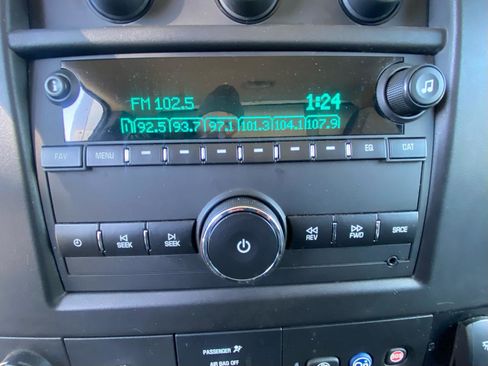 FM 102.5 1:24
1 92.5 93.7 97.1 101.3 104.1 107.9
FAV MENU EQ CAT
SEEK SEEK REV FWD SRCE
PASSENGER
AIR BAG OFF
SOS